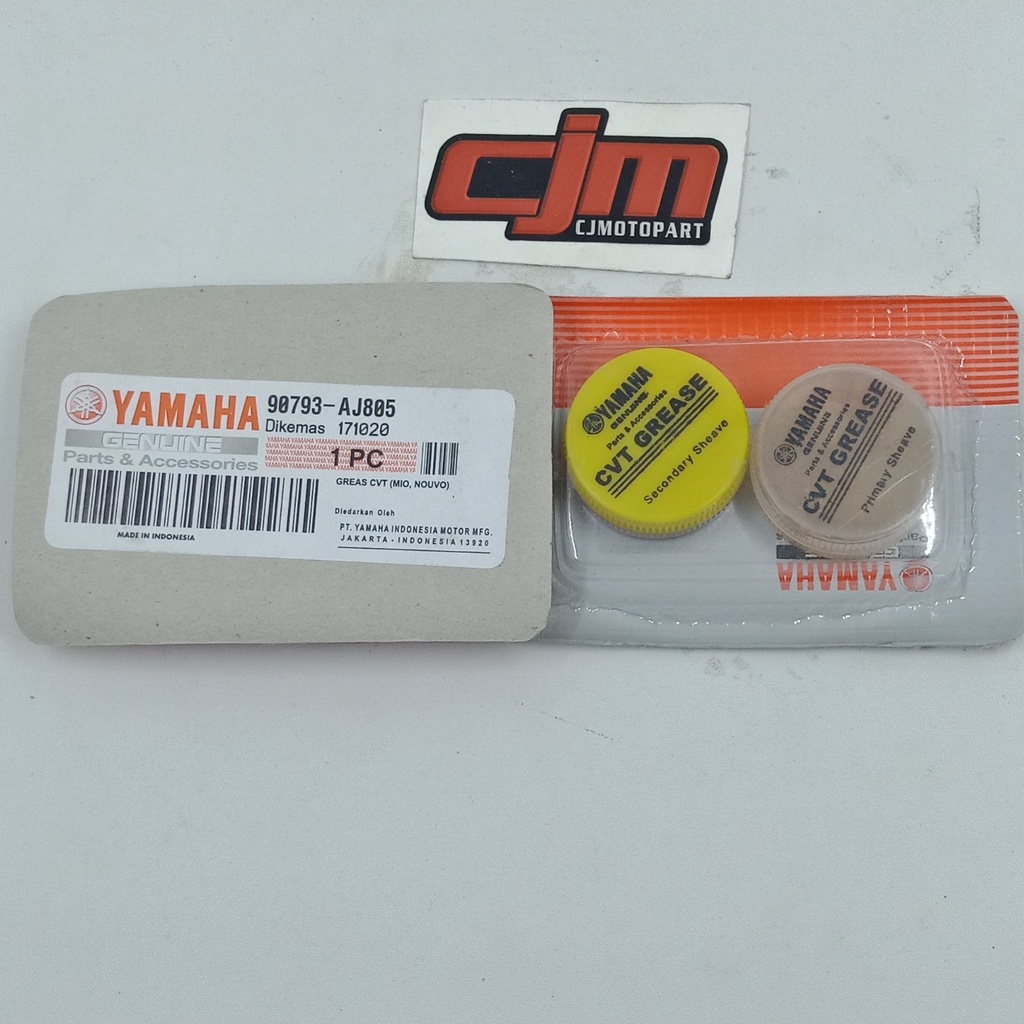 cjm
CJMOTOPART
YAMAHA
GENUINE
Parts & Accessories
90793-AJ805
Dikemas 171020
1 PC
GREAS CVT (MIO, NOUVO)
Diedarkan Oleh
PT. YAMAHA INDONESIA MOTOR MFG.
JAKARTA - INDONESIA 13920
MADE IN INDONESIA
YAMAHA
GENUINE
Parts & Accessories
CVT GREASE
Secondary Sheave
YAMAHA
GENUINE
Parts & Accessories
CVT GREASE
Primary Sheave
YAMAHA